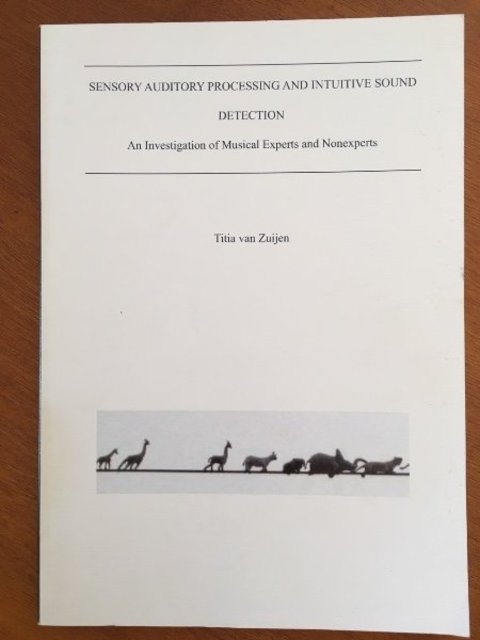 SENSORY AUDITORY PROCESSING AND INTUITIVE SOUND
DETECTION
An Investigation of Musical Experts and Nonexperts
Titia van Zuijen